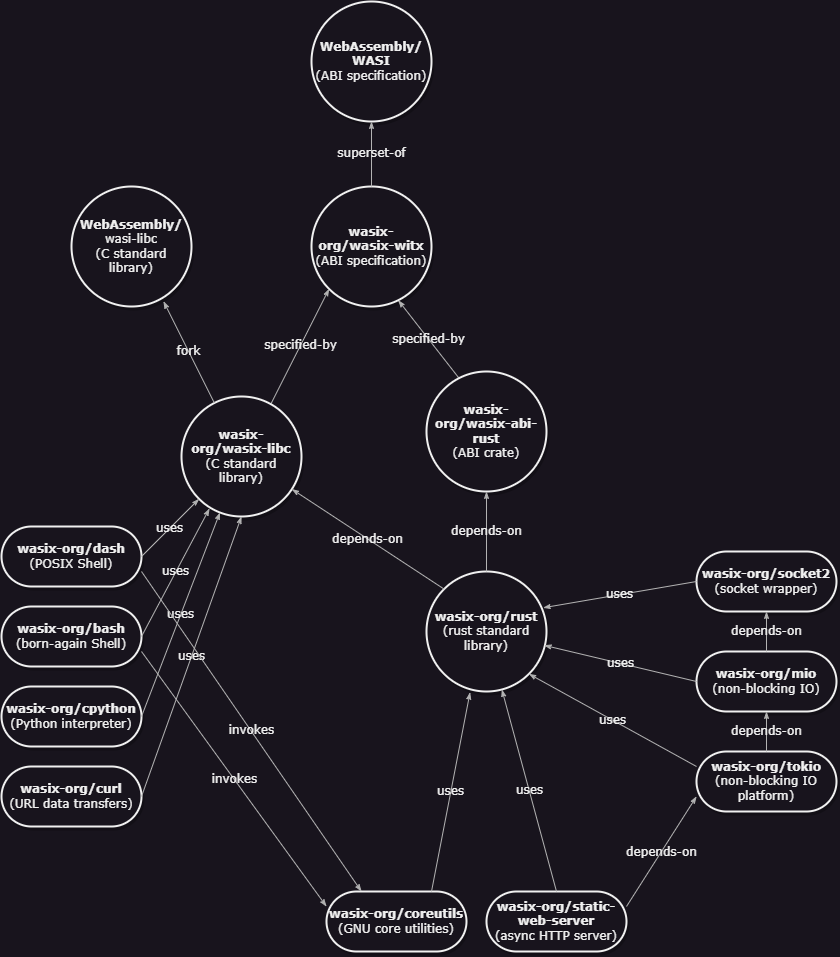 WebAssembly/
WASI
(ABI specification)
superset-of
WebAssembly/
wasi-libc
(C standard
library)
wasix-
org/wasix-witx
(ABI specification)
fork
specified-by
specified-by
wasix-
org/wasix-libc
(C standard
library)
wasix-
org/wasix-abi-
rust
(ABI crate)
uses
depends-on
depends-on
wasix-org/dash
(POSIX Shell)
uses
wasix-org/socket2
(socket wrapper)
uses
uses
wasix-org/rust
(rust standard
library)
depends-on
wasix-org/bash
(born-again Shell)
uses
uses
wasix-org/mio
(non-blocking IO)
wasix-org/cpython
(Python interpreter)
invokes
uses
depends-on
wasix-org/curl
(URL data transfers)
invokes
uses
uses
wasix-org/tokio
(non-blocking IO
platform)
depends-on
wasix-org/coreutils
(GNU core utilities)
wasix-org/static-
web-server
(async HTTP server)